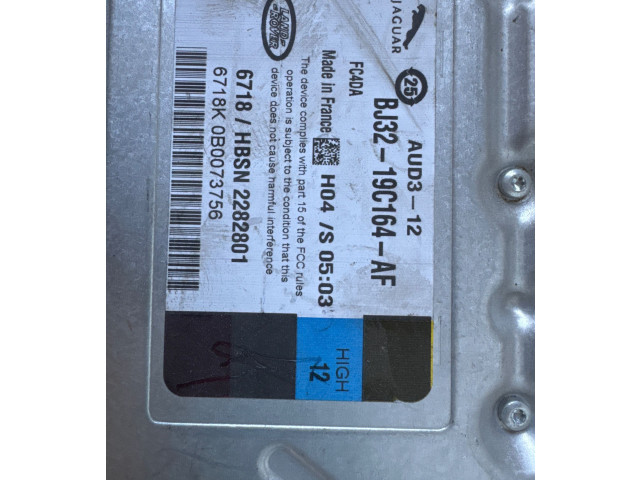 JAGUAR
LAND-
ROVER
25
AUD3-12
BJ32-19C164-AF
FC4DA
Made in France
H04 /S 05:03
The device complies with part 15 of the FCC rules
operation is subject to the condition that this
device does not cause harmful interference
6718 / HBSN 2282801
6718K 0B0073756
HIGH
12